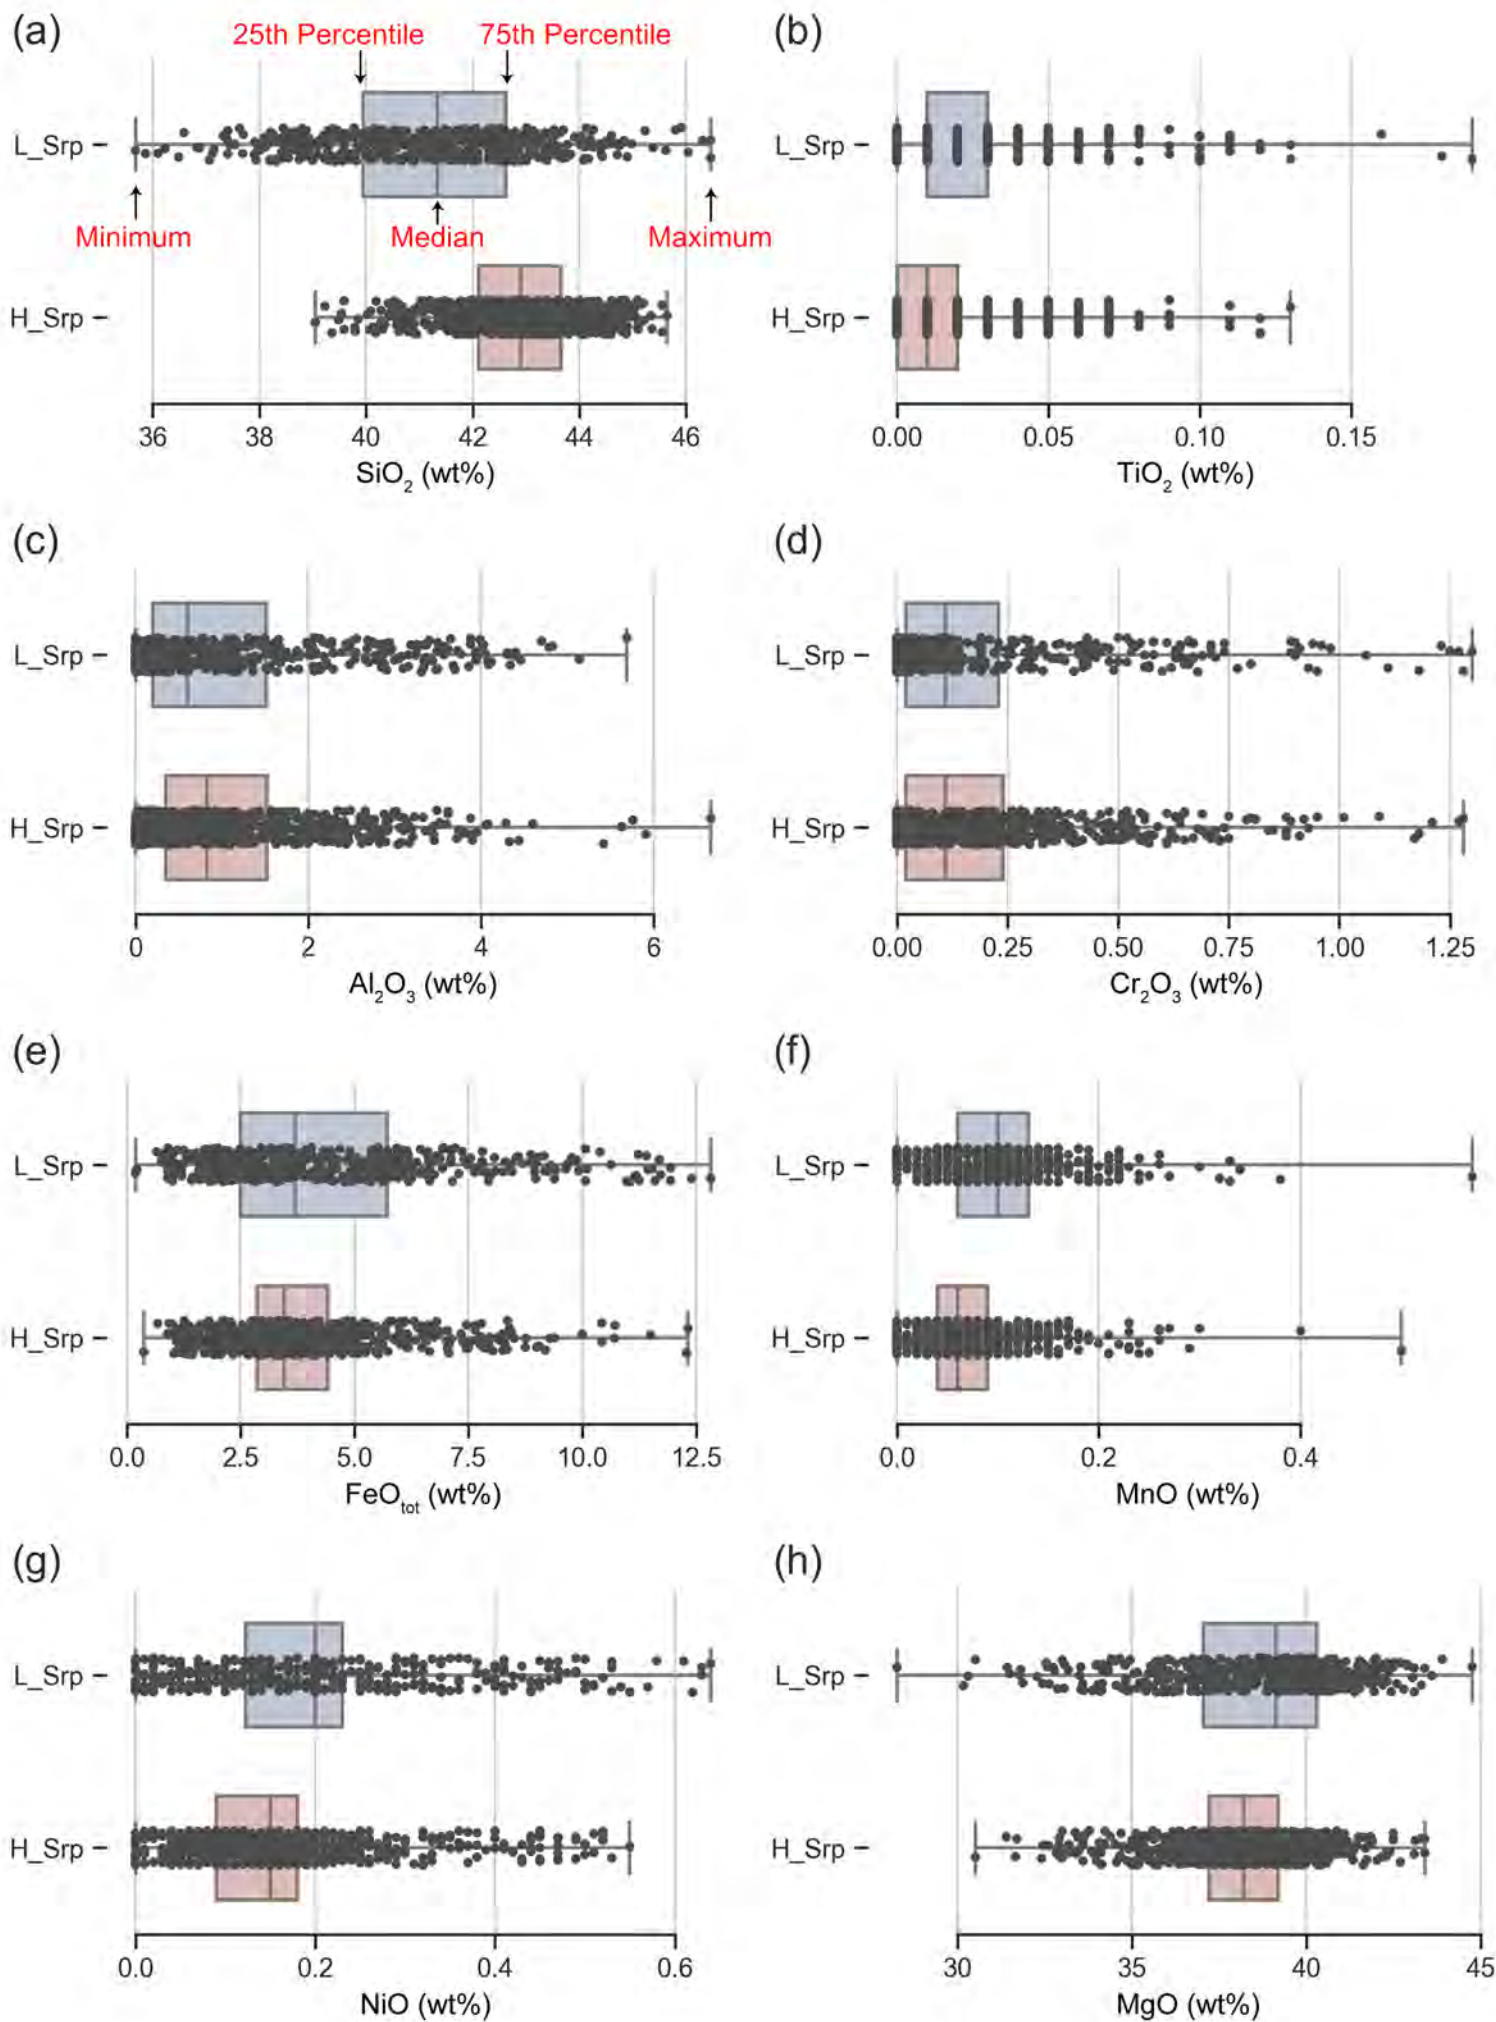 (a)
25th Percentile 75th Percentile
L_Srp
Minimum Median Maximum
H_Srp
36 38 40 42 44 46
SiO2 (wt%)
(b)
L_Srp
H_Srp
0.00 0.05 0.10 0.15
TiO2 (wt%)
(c)
L_Srp
H_Srp
0 2 4 6
Al2O3 (wt%)
(d)
L_Srp
H_Srp
0.00 0.25 0.50 0.75 1.00 1.25
Cr2O3 (wt%)
(e)
L_Srp
H_Srp
0.0 2.5 5.0 7.5 10.0 12.5
FeOtot (wt%)
(f)
L_Srp
H_Srp
0.0 0.2 0.4
MnO (wt%)
(g)
L_Srp
H_Srp
0.0 0.2 0.4 0.6
NiO (wt%)
(h)
L_Srp
H_Srp
30 35 40 45
MgO (wt%)